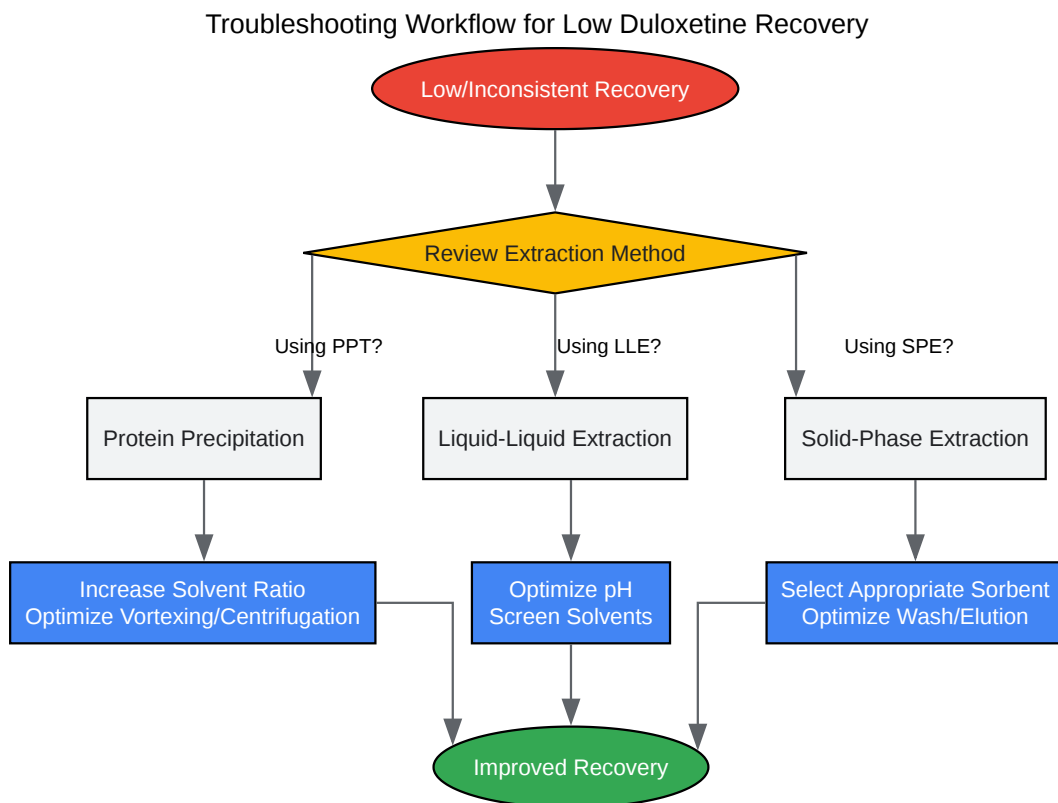 Troubleshooting Workflow for Low Duloxetine Recovery
Low/Inconsistent Recovery
Review Extraction Method
Using PPT?
Using LLE?
Using SPE?
Protein Precipitation
Liquid-Liquid Extraction
Solid-Phase Extraction
Increase Solvent Ratio
Optimize Vortexing/Centrifugation
Optimize pH
Screen Solvents
Select Appropriate Sorbent
Optimize Wash/Elution
Improved Recovery